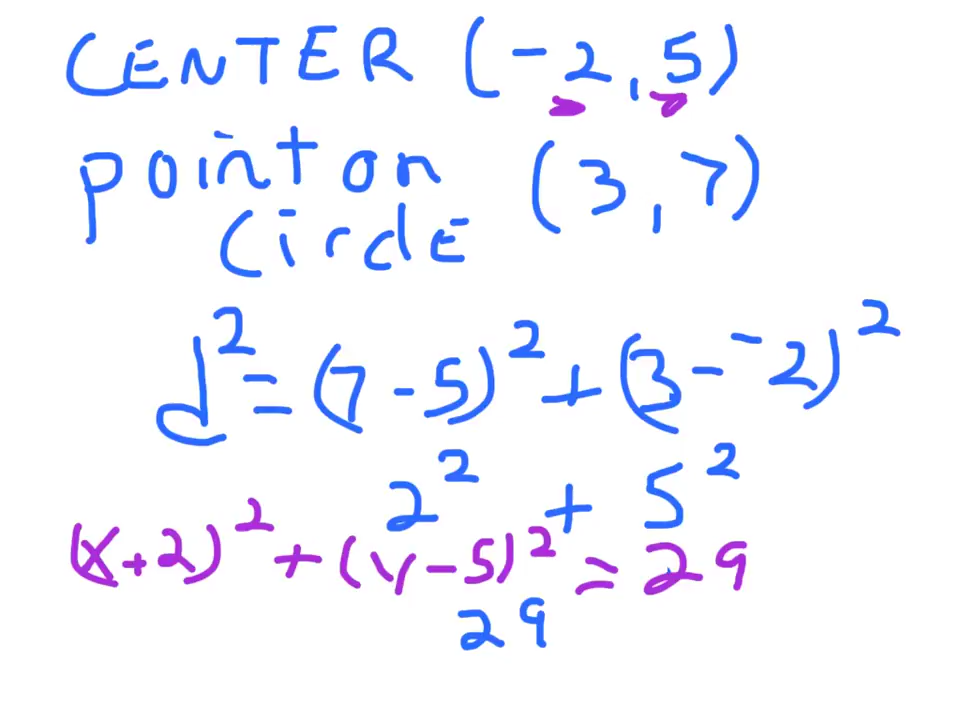 CENTER (-2,5)
point on (3,7)
Circle
d² = (7-5)² + (3-⁻2)²
2² + 5²
(x+2)² + (y-5)² = 29
29